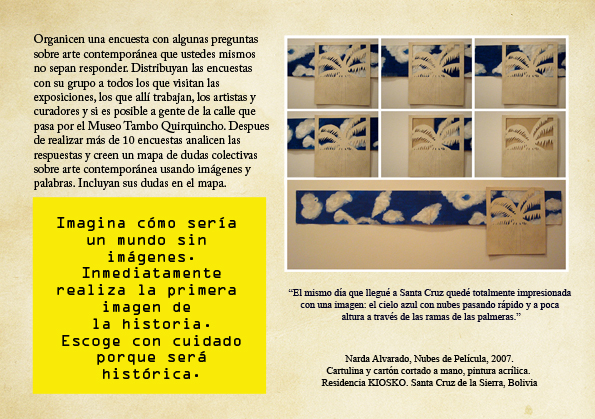 Organicen una encuesta con algunas preguntas
sobre arte contemporánea que ustedes mismos
no sepan responder. Distribuyan las encuestas
con su grupo a todos los que visitan las
exposiciones, los que allí trabajan, los artistas y
curadores y si es posible a gente de la calle que
pasa por el Museo Tambo Quirquincho. Despues
de realizar más de 10 encuestas analicen las
respuestas y creen un mapa de dudas colectivas
sobre arte contemporánea usando imágenes y
palabras. Incluyan sus dudas en el mapa.
Imagina cómo sería
un mundo sin
imágenes.
Inmediatamente
realiza la primera
imagen de
la historia.
Escoge con cuidado
porque será
histórica.
“El mismo día que llegué a Santa Cruz quedé totalmente impresionada
con una imagen: el cielo azul con nubes pasando rápido y a poca
altura a través de las ramas de las palmeras.”
Narda Alvarado, Nubes de Película, 2007.
Cartulina y cartón cortado a mano, pintura acrílica.
Residencia KIOSKO. Santa Cruz de la Sierra, Bolivia